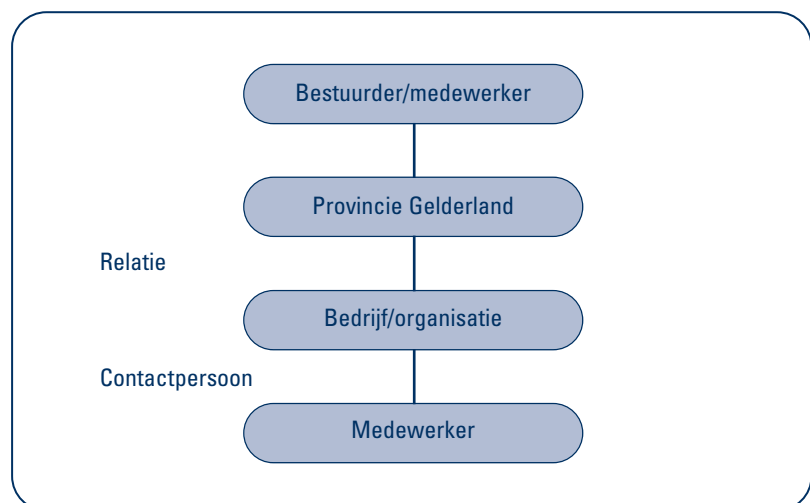 Bestuurder/medewerker
Provincie Gelderland
Relatie
Bedrijf/organisatie
Contactpersoon
Medewerker